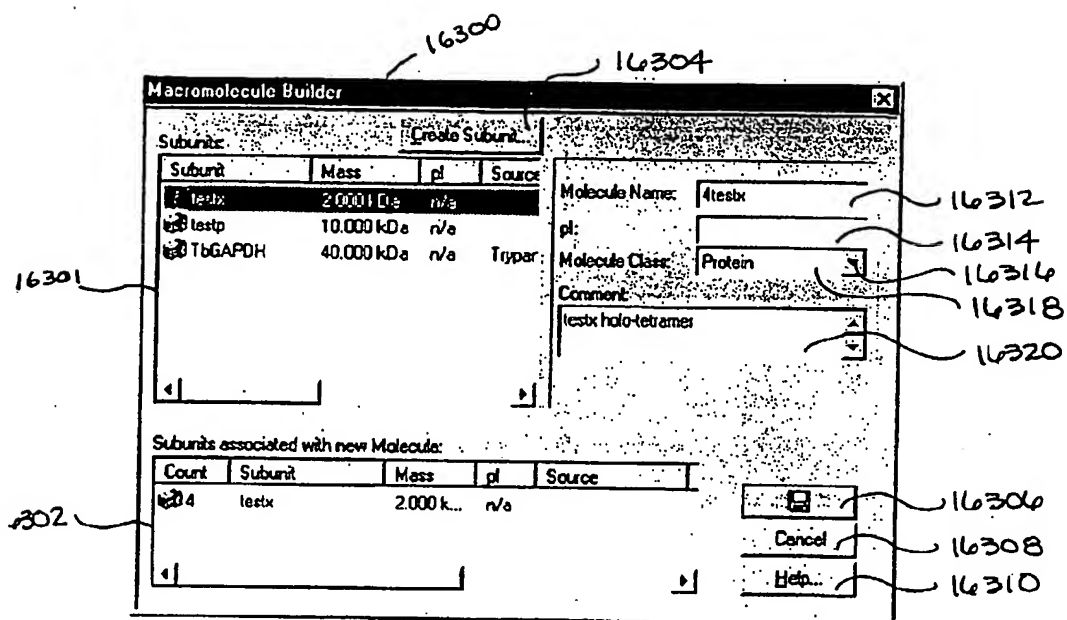 16300
16304
Macromolecule Builder
Subunits:
Create Subunit...
Subunit Mass pI Source
testx 2.000 kDa n/a
testp 10.000 kDa n/a
TbGAPDH 40.000 kDa n/a Trypar
16301
Molecule Name: 4testx
16312
pI:
16314
Molecule Class: Protein
16316
16318
Comment:
testx holo-tetramer
16320
Subunits associated with new Molecule:
Count Subunit Mass pI Source
4 testx 2.000 k... n/a
6302
16306
Cancel
16308
Help...
16310